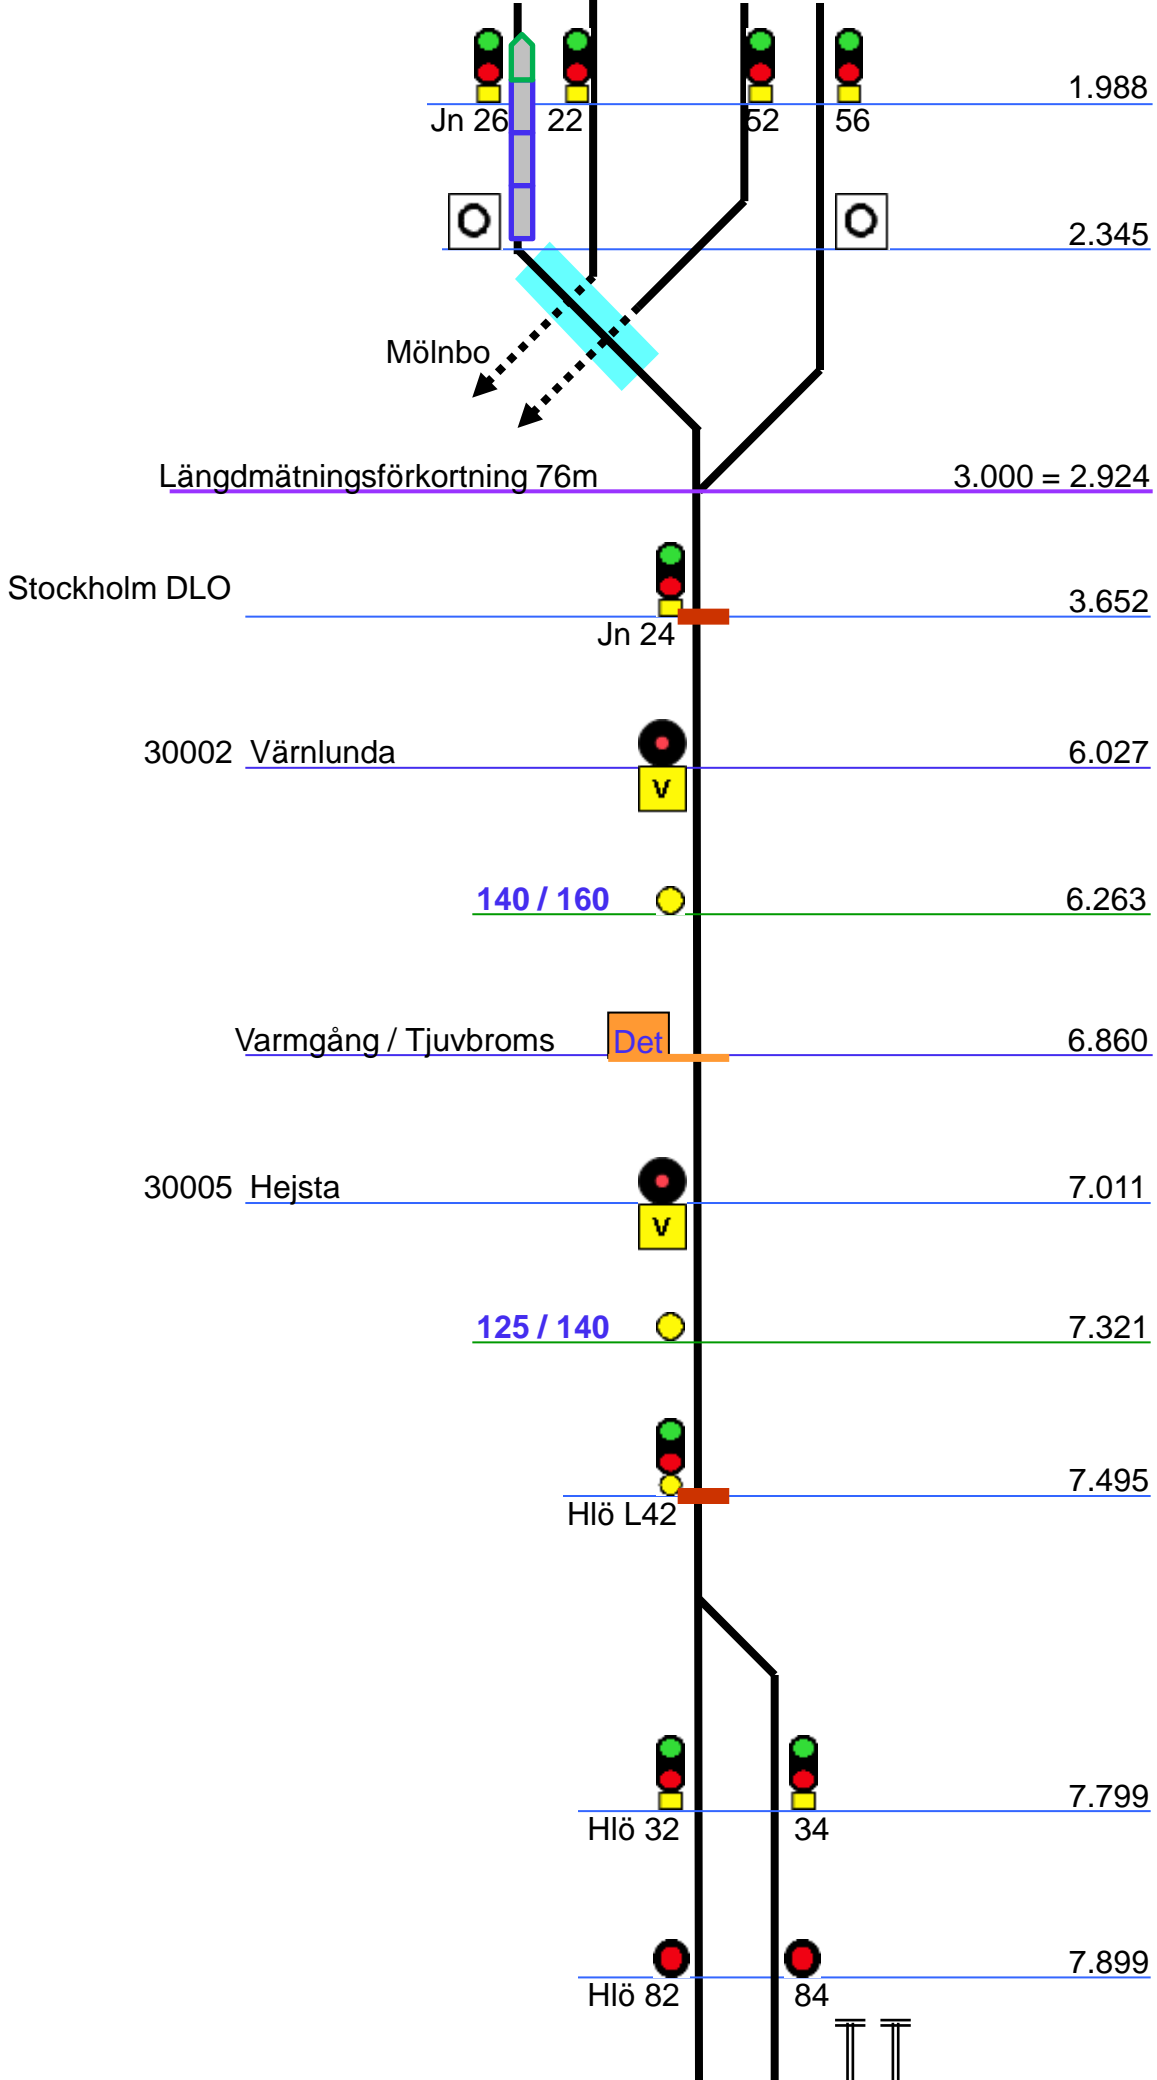 1.988
Jn 26 22 52 56
O O 2.345
Mölnbo
Längdmätningsförkortning 76m 3.000 = 2.924
Stockholm DLO 3.652
Jn 24
30002 Värnlunda 6.027
V
140 / 160 6.263
Varmgång / Tjuvbroms Det 6.860
30005 Hejsta 7.011
V
125 / 140 7.321
7.495
Hlö L42
7.799
Hlö 32 34
7.899
Hlö 82 84